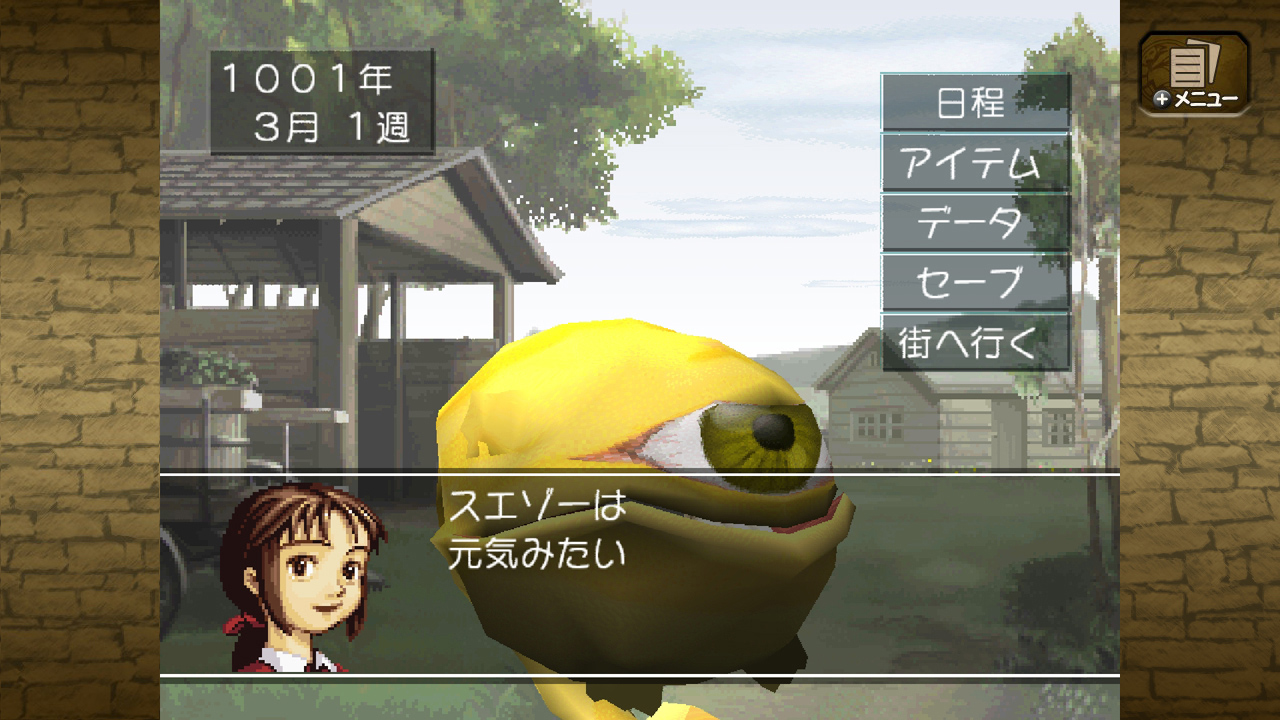 １００１年
３月 １週
日程
アイテム
データ
セーブ
街へ行く
メニュー
スエゾーは
元気みたい